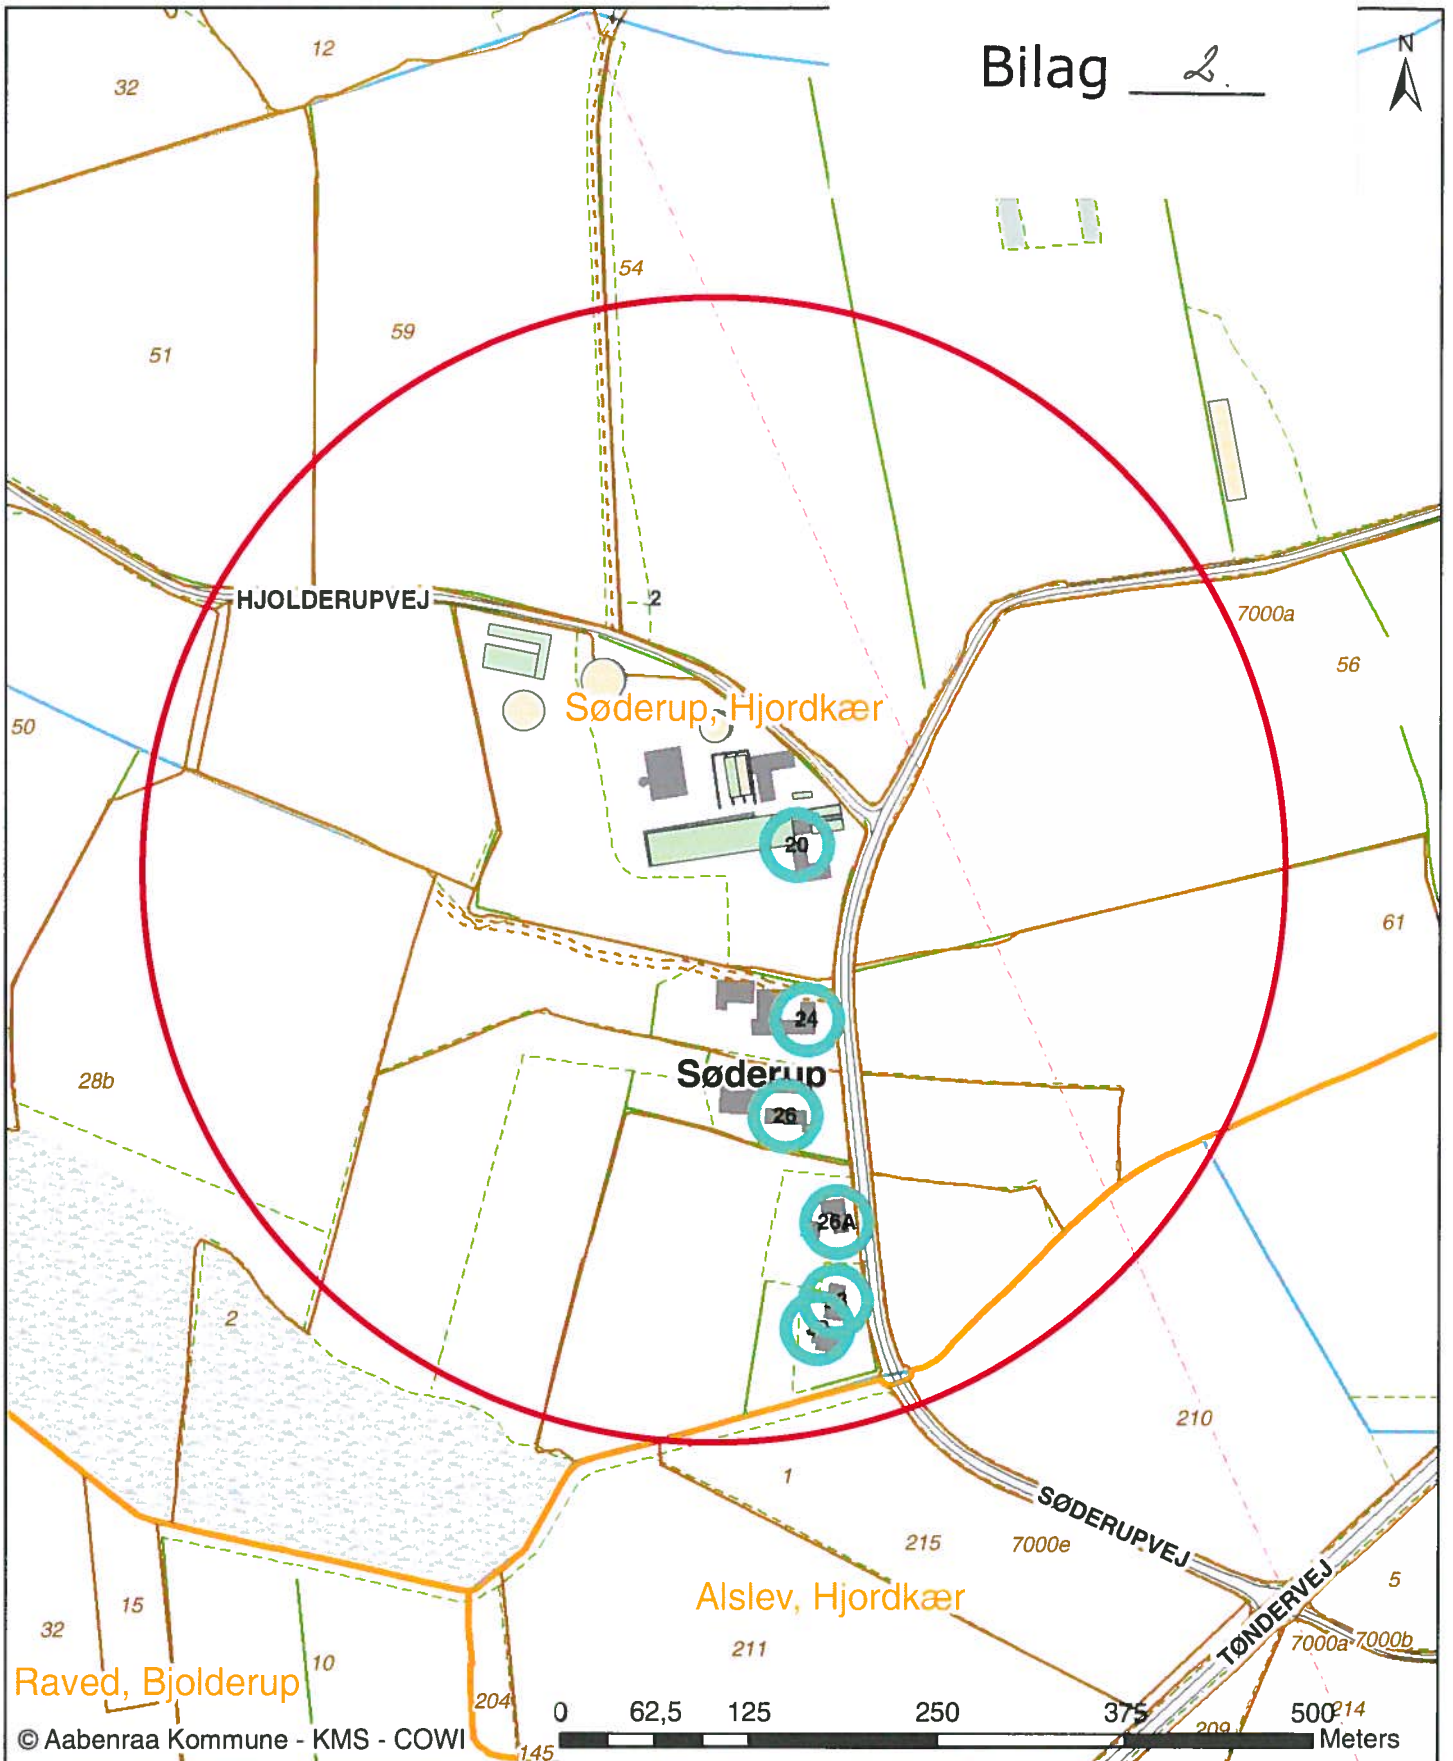 Bilag 2.
N
12
32
54
59
51
HJOLDERUPVEJ
2
7000a
56
Søderup, Hjordkær
50
20
61
24
Søderup
28b
26
26A
2
210
1
SØDERUPVEJ
215
7000e
TØNDERVEJ
5
Alslev, Hjordkær
15
32
211
7000a 7000b
10
Raved, Bjolderup
204
0 62,5 125 250 375 500
214
209
© Aabenraa Kommune - KMS - COWI
Meters
145